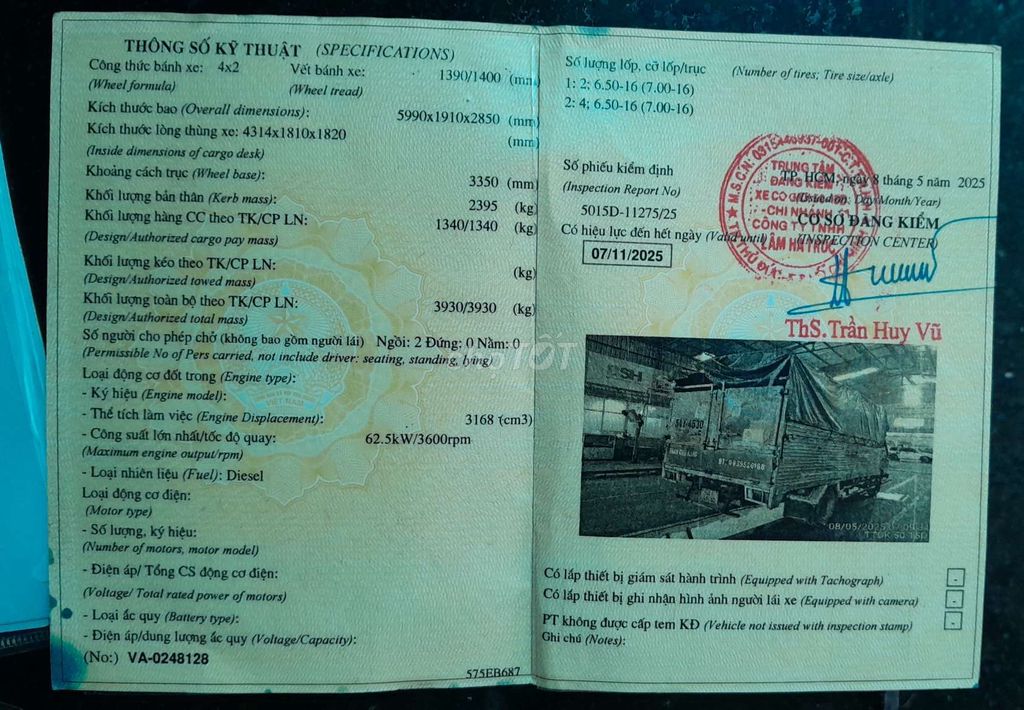 THÔNG SỐ KỸ THUẬT (SPECIFICATIONS)
Công thức bánh xe: 4x2 Vết bánh xe: 1390/1400 (mm)
(Wheel formula) (Wheel tread)
Kích thước bao (Overall dimensions): 5990x1910x2850 (mm)
Kích thước lòng thùng xe: 4314x1810x1820 (mm)
(Inside dimensions of cargo desk)
Khoảng cách trục (Wheel base): 3350 (mm)
Khối lượng bản thân (Kerb mass): 2395 (kg)
Khối lượng hàng CC theo TK/CP LN: 1340/1340 (kg)
(Design/Authorized cargo pay mass)
Khối lượng kéo theo TK/CP LN: (kg)
(Design/Authorized towed mass)
Khối lượng toàn bộ theo TK/CP LN: 3930/3930 (kg)
(Design/Authorized total mass)
Số người cho phép chở (không bao gồm người lái) Ngồi: 2 Đứng: 0 Nằm: 0
(Permissible No of Pers carried, not include driver: seating, standing, lying)
Loại động cơ đốt trong (Engine type):
- Ký hiệu (Engine model):
- Thể tích làm việc (Engine Displacement): 3168 (cm3)
- Công suất lớn nhất/tốc độ quay: 62.5kW/3600rpm
(Maximum engine output/rpm)
- Loại nhiên liệu (Fuel): Diesel
Loại động cơ điện:
(Motor type)
- Số lượng, ký hiệu:
(Number of motors, motor model)
- Điện áp/ Tổng CS động cơ điện:
(Voltage/ Total rated power of motors)
- Loại ắc quy (Battery type):
- Điện áp/dung lượng ắc quy (Voltage/Capacity):
(No:) VA-0248128
575EB687
Số lượng lốp, cỡ lốp/trục (Number of tires; Tire size/axle)
1: 2; 6.50-16 (7.00-16)
2: 4; 6.50-16 (7.00-16)
Số phiếu kiểm định
(Inspection Report No)
5015D-11275/25
Có hiệu lực đến hết ngày (Valid until)
07/11/2025
TP. HCM, ngày 8 tháng 5 năm 2025
(Issued on: Day/Month/Year)
CƠ SỞ ĐĂNG KIỂM
(INSPECTION CENTER)
TRUNG TÂM
ĐĂNG KIỂM
XE CƠ GIỚI
- CHI NHÁNH
CÔNG TY TNHH
LÂM HÀ TRÚC
ThS. Trần Huy Vũ
08/05/2025
Có lắp thiết bị giám sát hành trình (Equipped with Tachograph) -
Có lắp thiết bị ghi nhận hình ảnh người lái xe (Equipped with camera) -
PT không được cấp tem KĐ (Vehicle not issued with inspection stamp) -
Ghi chú (Notes):